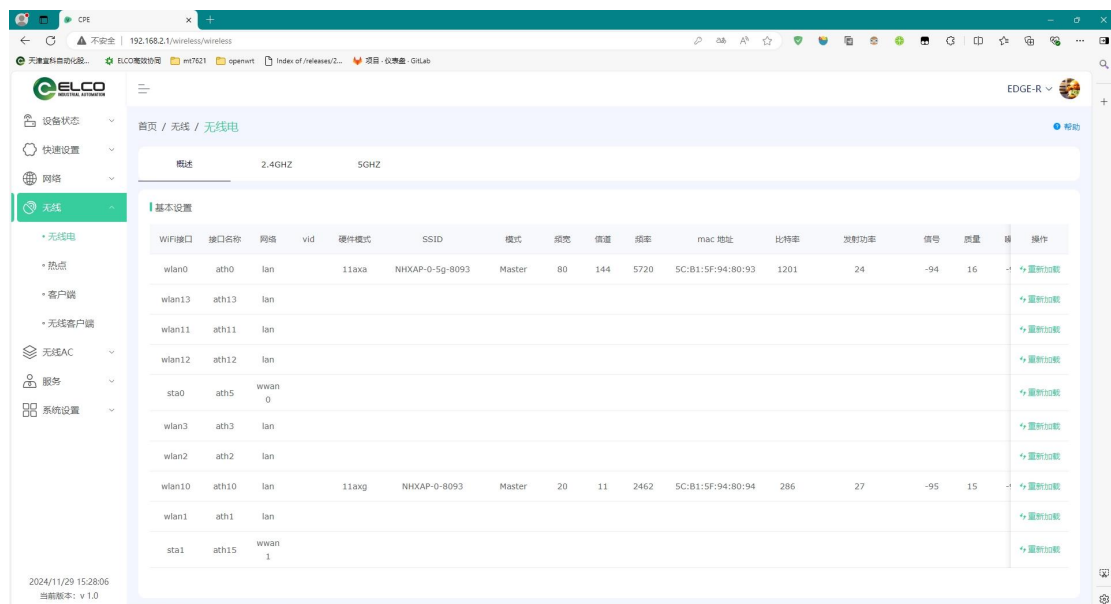 CPE
不安全 192.168.2.1/wireless/wireless
天津宜科自动化股... ELCO高效协同 mt7621 openwrt Index of /releases/2... 项目 · 仪表盘 · GitLab
ELCO
INDUSTRIAL AUTOMATION
EDGE-R
设备状态
快速设置
网络
无线
无线电
热点
客户端
无线客户端
无线AC
服务
系统设置
2024/11/29 15:28:06
当前版本：v 1.0
首页 / 无线 / 无线电 帮助
概述 2.4GHZ 5GHZ
基本设置
WiFi接口 接口名称 网络 vid 硬件模式 SSID 模式 频宽 信道 频率 mac 地址 比特率 发射功率 信号 质量 操作
wlan0 ath0 lan 11axa NHXAP-0-5g-8093 Master 80 144 5720 5C:B1:5F:94:80:93 1201 24 -94 16 重新加载
wlan13 ath13 lan 重新加载
wlan11 ath11 lan 重新加载
wlan12 ath12 lan 重新加载
sta0 ath5 wwan0 重新加载
wlan3 ath3 lan 重新加载
wlan2 ath2 lan 重新加载
wlan10 ath10 lan 11axg NHXAP-0-8093 Master 20 11 2462 5C:B1:5F:94:80:94 286 27 -95 15 重新加载
wlan1 ath1 lan 重新加载
sta1 ath15 wwan1 重新加载